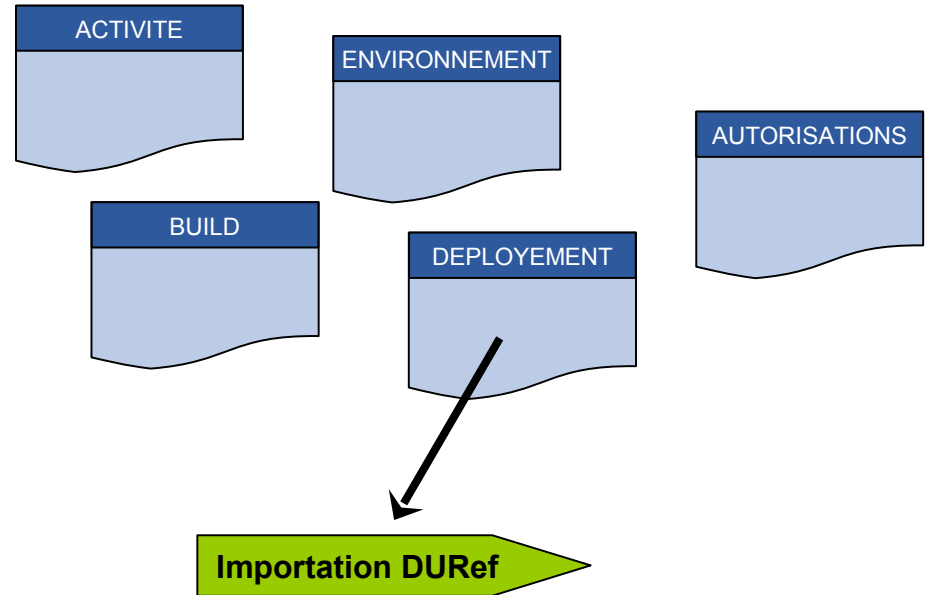 ACTIVITE
ENVIRONNEMENT
AUTORISATIONS
BUILD
DEPLOYEMENT
Importation DURef